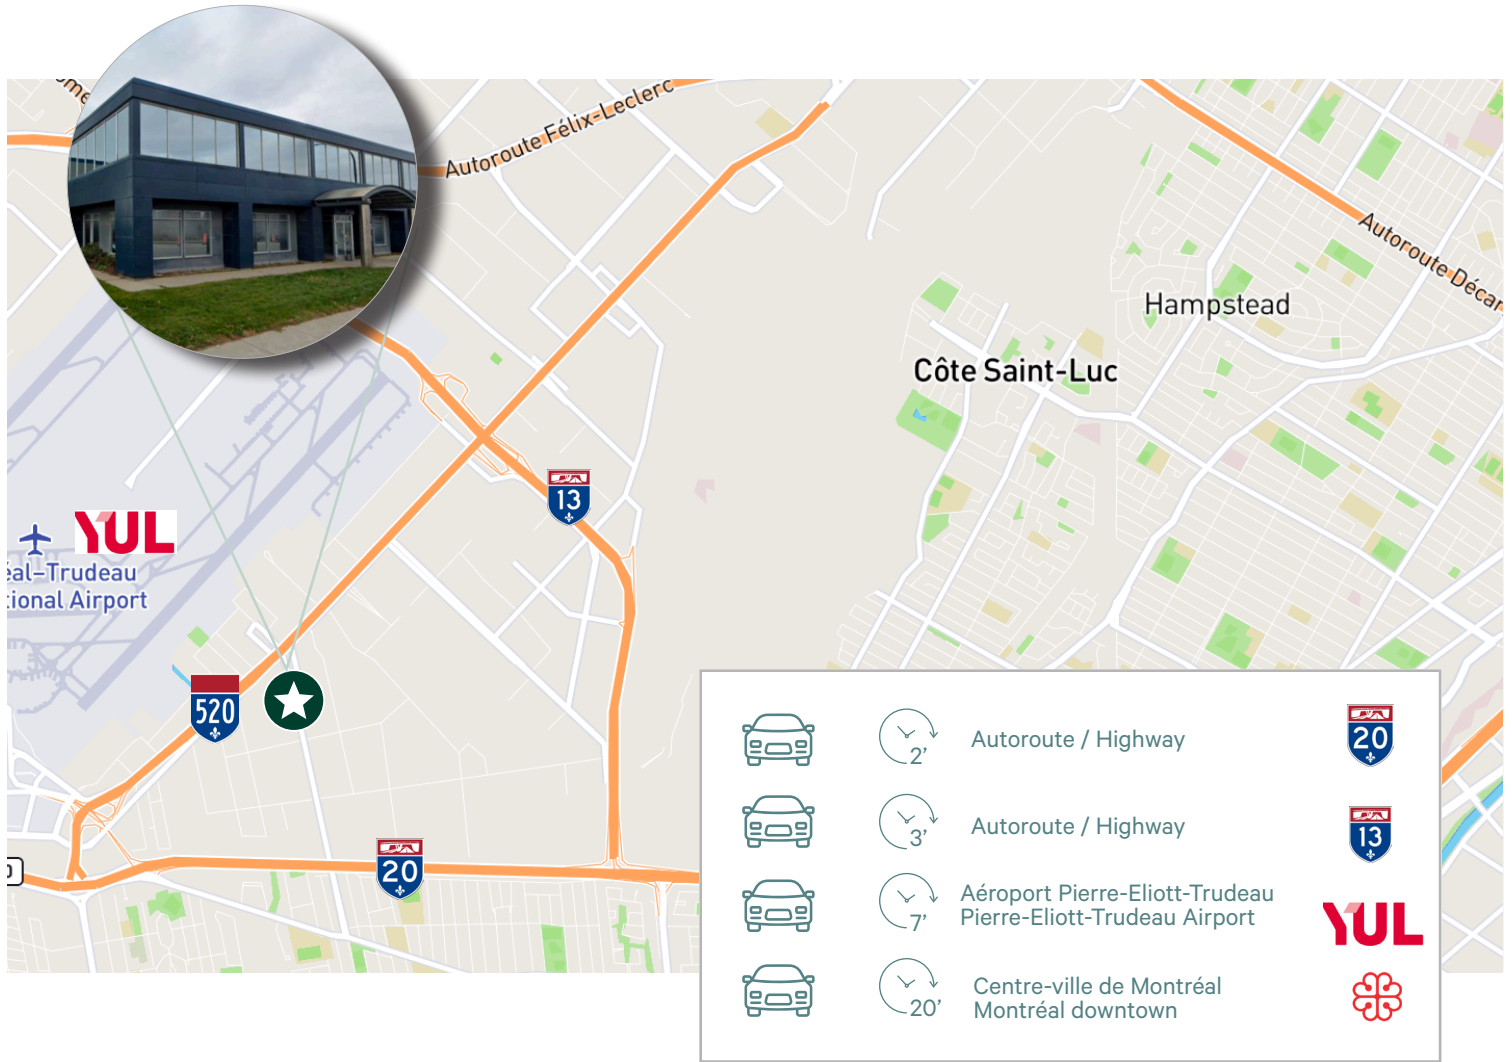 Autoroute Félix-Leclerc
Autoroute Décar
Hampstead
Côte Saint-Luc
13
YUL
éal–Trudeau
tional Airport
520
20
2’
Autoroute / Highway
20
3’
Autoroute / Highway
13
7’
Aéroport Pierre-Eliott-Trudeau
Pierre-Eliott-Trudeau Airport
YUL
20’
Centre-ville de Montréal
Montréal downtown